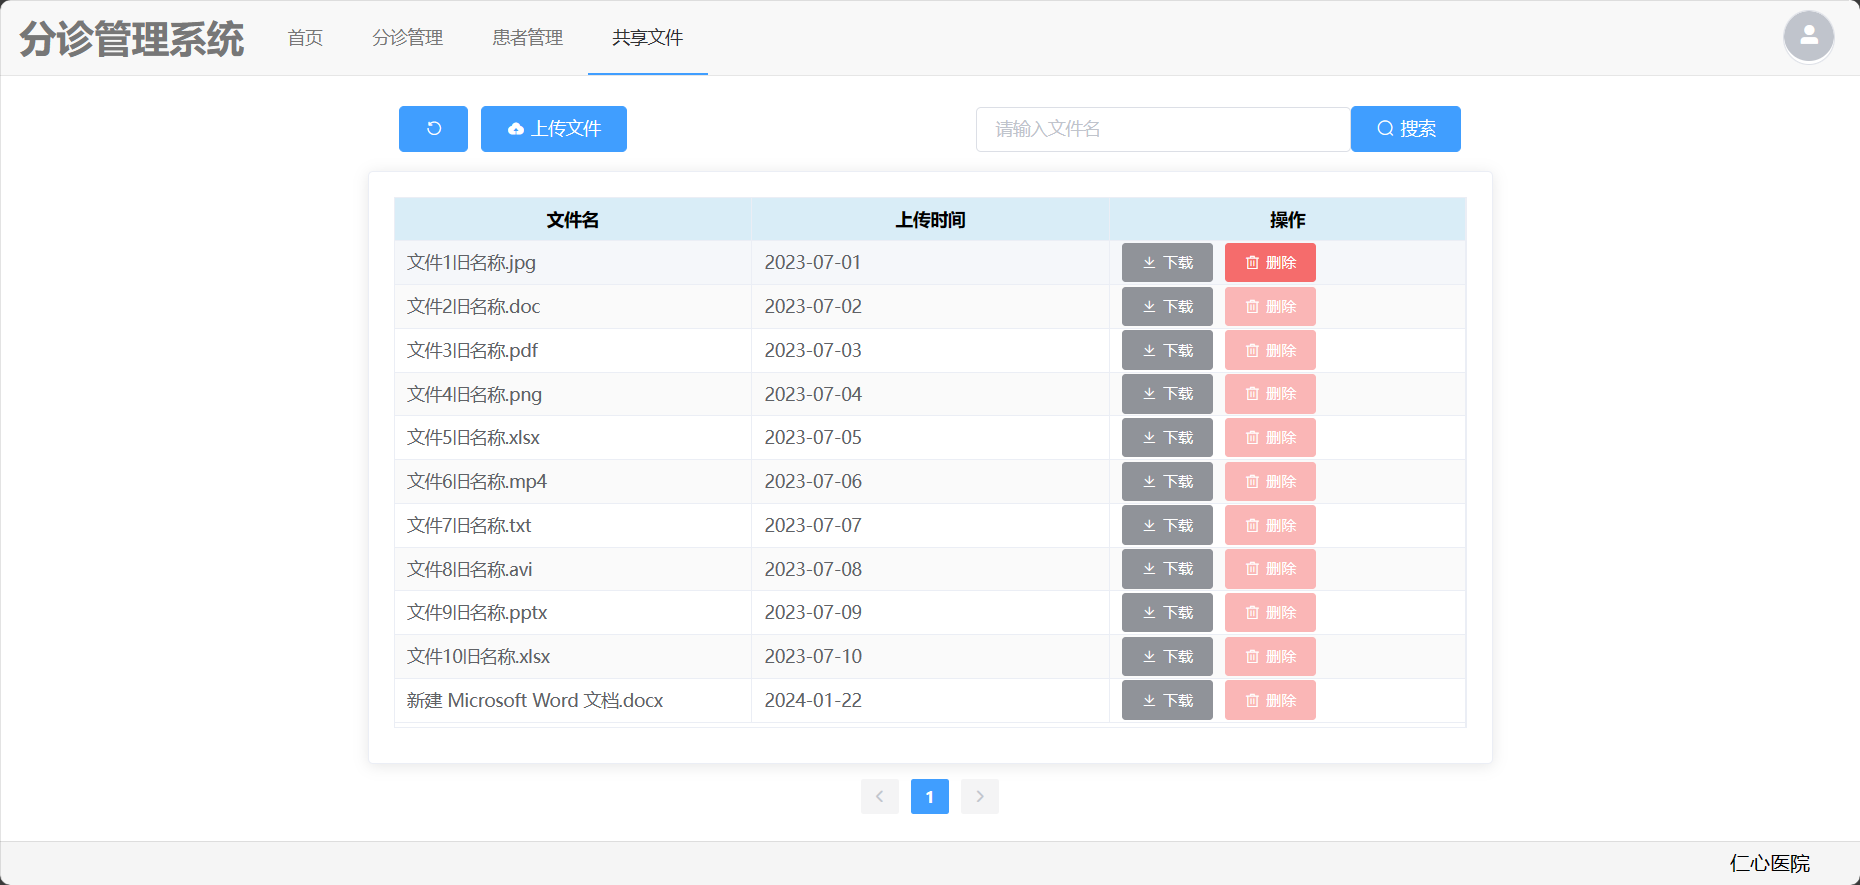 分诊管理系统 首页 分诊管理 患者管理 共享文件
上传文件 请输入文件名 搜索
文件名 上传时间 操作
文件1旧名称.jpg 2023-07-01 下载 删除
文件2旧名称.doc 2023-07-02 下载 删除
文件3旧名称.pdf 2023-07-03 下载 删除
文件4旧名称.png 2023-07-04 下载 删除
文件5旧名称.xlsx 2023-07-05 下载 删除
文件6旧名称.mp4 2023-07-06 下载 删除
文件7旧名称.txt 2023-07-07 下载 删除
文件8旧名称.avi 2023-07-08 下载 删除
文件9旧名称.pptx 2023-07-09 下载 删除
文件10旧名称.xlsx 2023-07-10 下载 删除
新建 Microsoft Word 文档.docx 2024-01-22 下载 删除
1
仁心医院